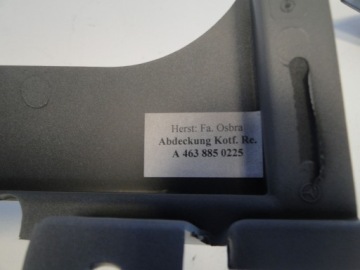 Herst: Fa. Osbra
Abdeckung Kotf. Re.
A 463 885 0225